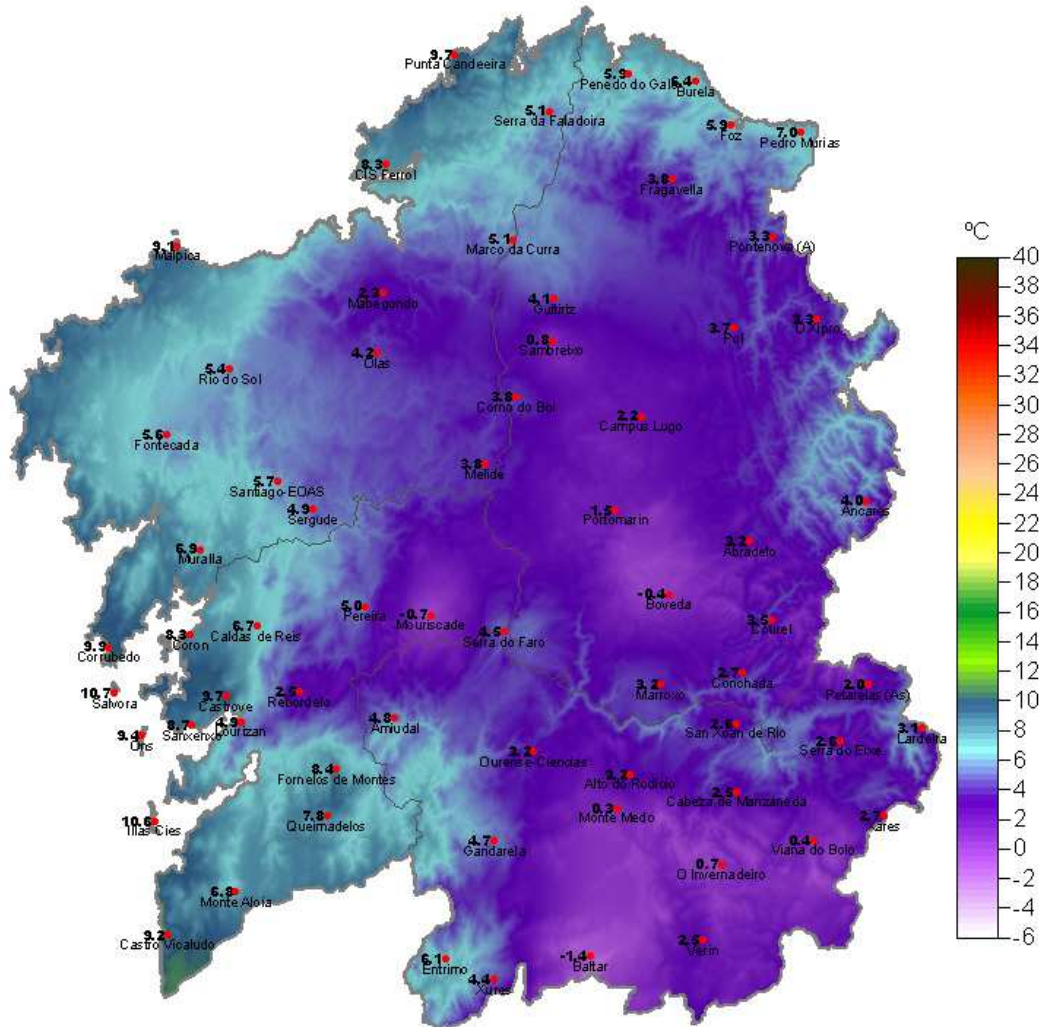 9.7
Punta Candeeira
5.9
Penedo do Galo
6.4
Burela
5.1
Serra da Faladoira
5.9
Foz
7.0
Pedro Murias
8.3
CIS Ferrol
3.8
Fragavella
9.1
Malpica
5.1
Marco da Curra
3.3
Pontenova (A)
ºC
40
38
36
34
32
30
28
26
24
22
20
18
16
14
12
10
8
6
4
2
0
-2
-4
-6
2.3
Mabegondo
4.1
Guitiriz
3.7
Pol
3.3
O Xipro
0.8
Sambreixo
4.2
Olas
5.4
Rio do Sol
3.8
Corno do Boi
2.2
Campus Lugo
5.6
Fontecada
3.8
Melide
5.7
Santiago-EOAS
4.9
Sergude
1.5
Portomarin
4.0
Ancares
6.9
Muralla
3.2
Abradelo
5.0
Pereira
-0.7
Mouriscade
-0.4
Boveda
6.7
Caldas de Reis
8.3
Coron
4.5
Serra do Faro
3.5
Courel
9.9
Corrubedo
10.7
Salvora
9.7
Castrove
2.5
Rebordelo
3.2
Marroxo
2.7
Conchada
2.0
Petarelas (As)
9.4
Ons
8.7
Sanxenxo
4.9
Lourizan
4.8
Amiudal
2.6
San Xoan de Rio
2.8
Serra do Eixe
3.1
Lardeira
8.4
Fornelos de Montes
3.2
Ourense-Ciencias
Alto do Rodicio
2.5
Cabeza de Manzaneda
10.6
Illas Cies
7.8
Queimadelos
0.3
Monte Medo
2.7
Xares
4.7
Gandarela
0.4
Viana do Bolo
0.7
O Invernadeiro
Monte Aloia
9.2
Castro Vicaludo
2.5
Verin
6.1
Entrimo
-1.4
Baltar
4.4
Xures